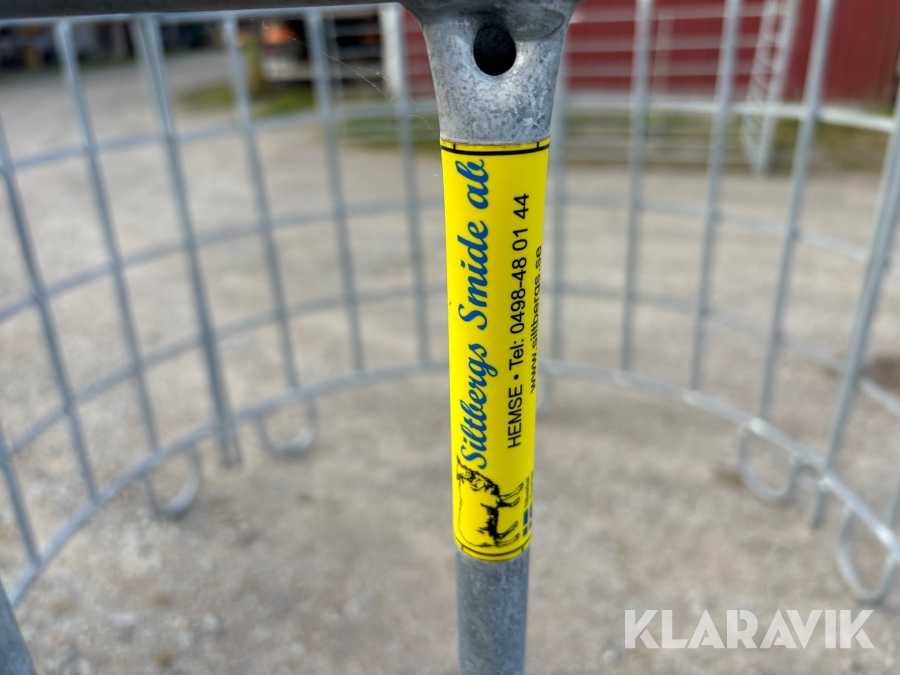 Siltbergs Smide ab
HEMSE • Tel: 0498-48 01 44
www.siltbergs.se
KLARAVIK